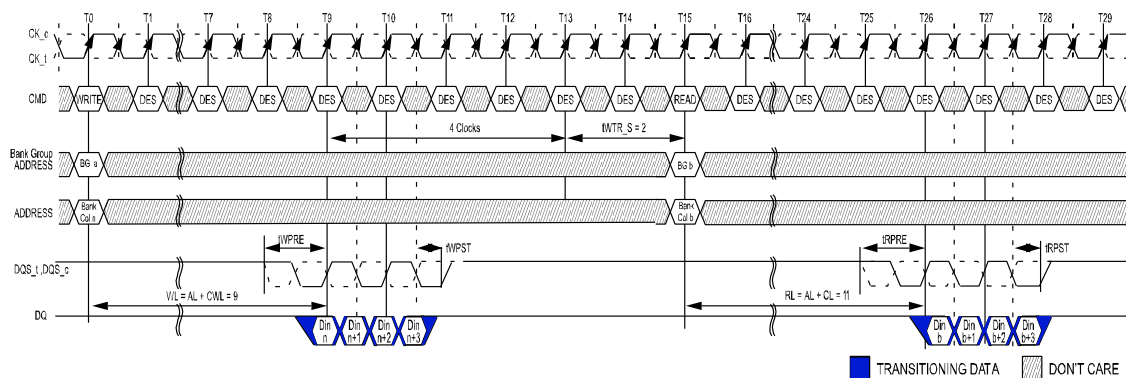 T0 T1 T7 T8 T9 T10 T11 T12 T13 T14 T15 T16 T24 T25 T26 T27 T28 T29
CK_c
CK_t
CMD WRITE DES DES DES DES DES DES DES DES DES READ DES DES DES DES DES DES DES
4 Clocks tWTR_S = 2
Bank Group
ADDRESS BG a BG b
ADDRESS
Bank
Col n
Bank
Col b
tWPRE tWPST tRPRE tRPST
DQS_t ,DQS_c
WL = AL + CWL = 9 RL = AL + CL = 11
DQ
Din Din Din Din Din Din Din Din
n n+1 n+2 n+3 b b+1 b+2 b+3
TRANSITIONING DATA DON'T CARE